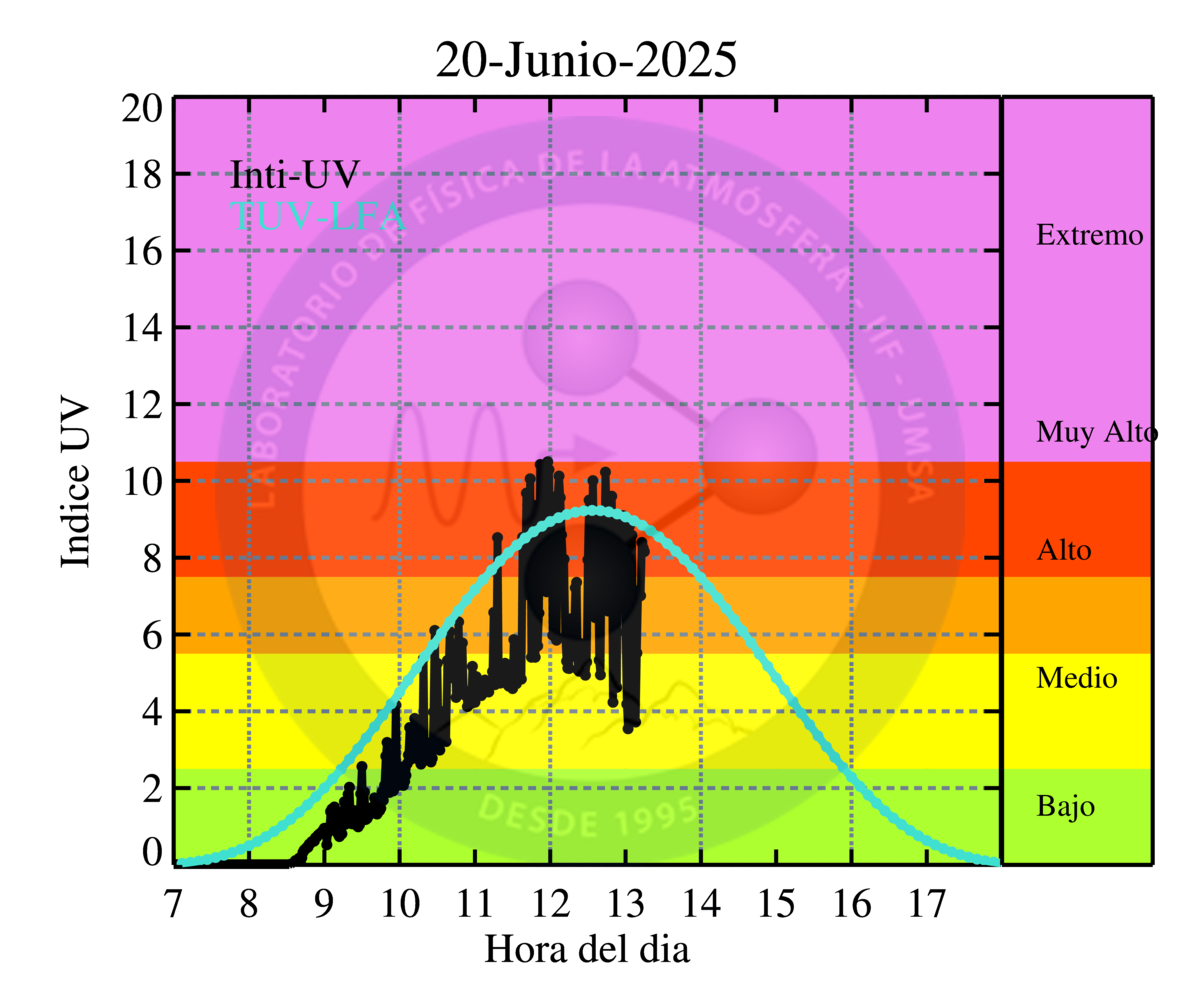 20-Junio-2025
Indice UV
20
18
16
14
12
10
8
6
4
2
0
Inti-UV
TUV-LFA
LABORATORIO DE FÍSICA DE LA ATMÓSFERA - IIF - UMSA
DESDE 1995
Extremo
Muy Alto
Alto
Medio
Bajo
7 8 9 10 11 12 13 14 15 16 17
Hora del dia